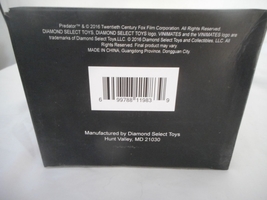 Predator™ & © 2016 Twentieth Century Fox Film Corporation. All Rights Reserved.
DIAMOND SELECT TOYS, DIAMOND SELECT TOYS logo, VINIMATES and the VINIMATES logo are
trademarks of Diamond Select Toys LLC. © 2016 Diamond Select Toys and Collectibles, LLC. All
Rights Reserved. Final product may vary.
MADE IN CHINA, Guangdong Province, Dongguan City.
6 99788 11983 9
Manufactured by Diamond Select Toys
Hunt Valley, MD 21030